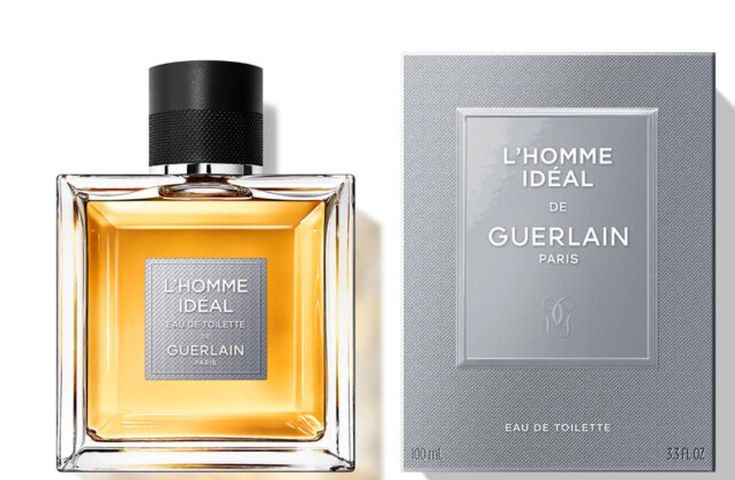 L'HOMME
IDÉAL
EAU DE TOILETTE
DE
GUERLAIN
PARIS
L'HOMME
IDÉAL
DE
GUERLAIN
PARIS
EAU DE TOILETTE
100 mL
3.3 FL OZ